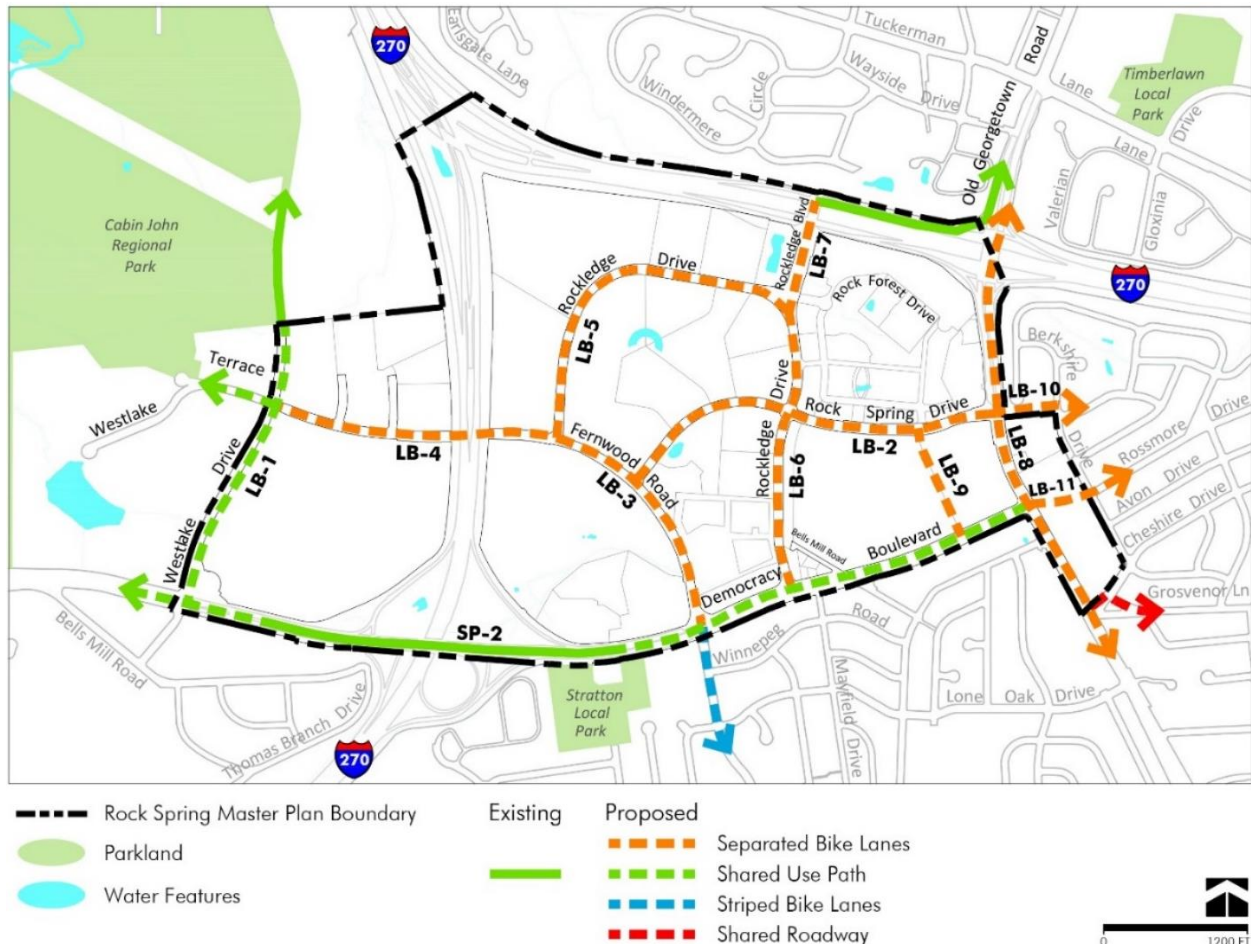 270
Earlsgate Lane
Tuckerman
Lane
Road
Old Georgetown
Wayside Drive
Windermere Circle
Timberlawn
Local
Park
Drive
Lane
Gloxinia
Valerian
Cabin John
Regional
Park
Rockledge Blvd
LB-7
Rockledge Drive
Rock Forest Drive
270
LB-5
Berkshire
Drive
Terrace
Westlake
Drive
LB-1
LB-4
Fernwood
Road
LB-3
Drive
Rockledge
LB-6
Rock Spring Drive
LB-2
LB-9
LB-10
LB-8
LB-11
Rossmore Drive
Avon Drive
Cheshire Drive
Grosvenor Ln
Westlake
Bells Mill Road
Democracy Boulevard
Bells Mill Road
SP-2
Winnepeg Road
Mayfield Drive
Lone Oak Drive
Stratton
Local
Park
Thomas Branch Drive
270
Rock Spring Master Plan Boundary
Parkland
Water Features
Existing
Proposed
Separated Bike Lanes
Shared Use Path
Striped Bike Lanes
Shared Roadway
0 1200 FT